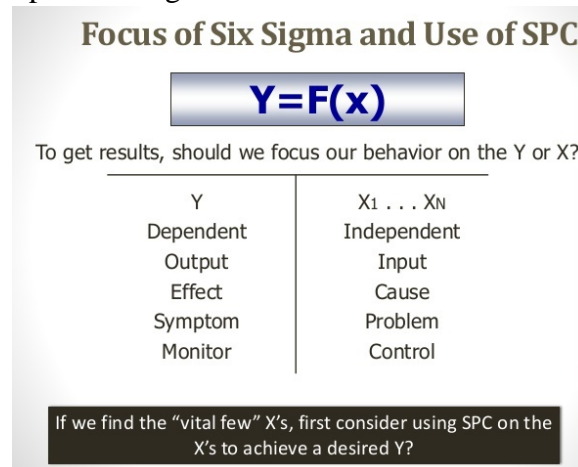 Focus of Six Sigma and Use of SPC
Y=F(x)
To get results, should we focus our behavior on the Y or X?
Y X1 . . . XN
Dependent Independent
Output Input
Effect Cause
Symptom Problem
Monitor Control
If we find the “vital few” X’s, first consider using SPC on the
X’s to achieve a desired Y?